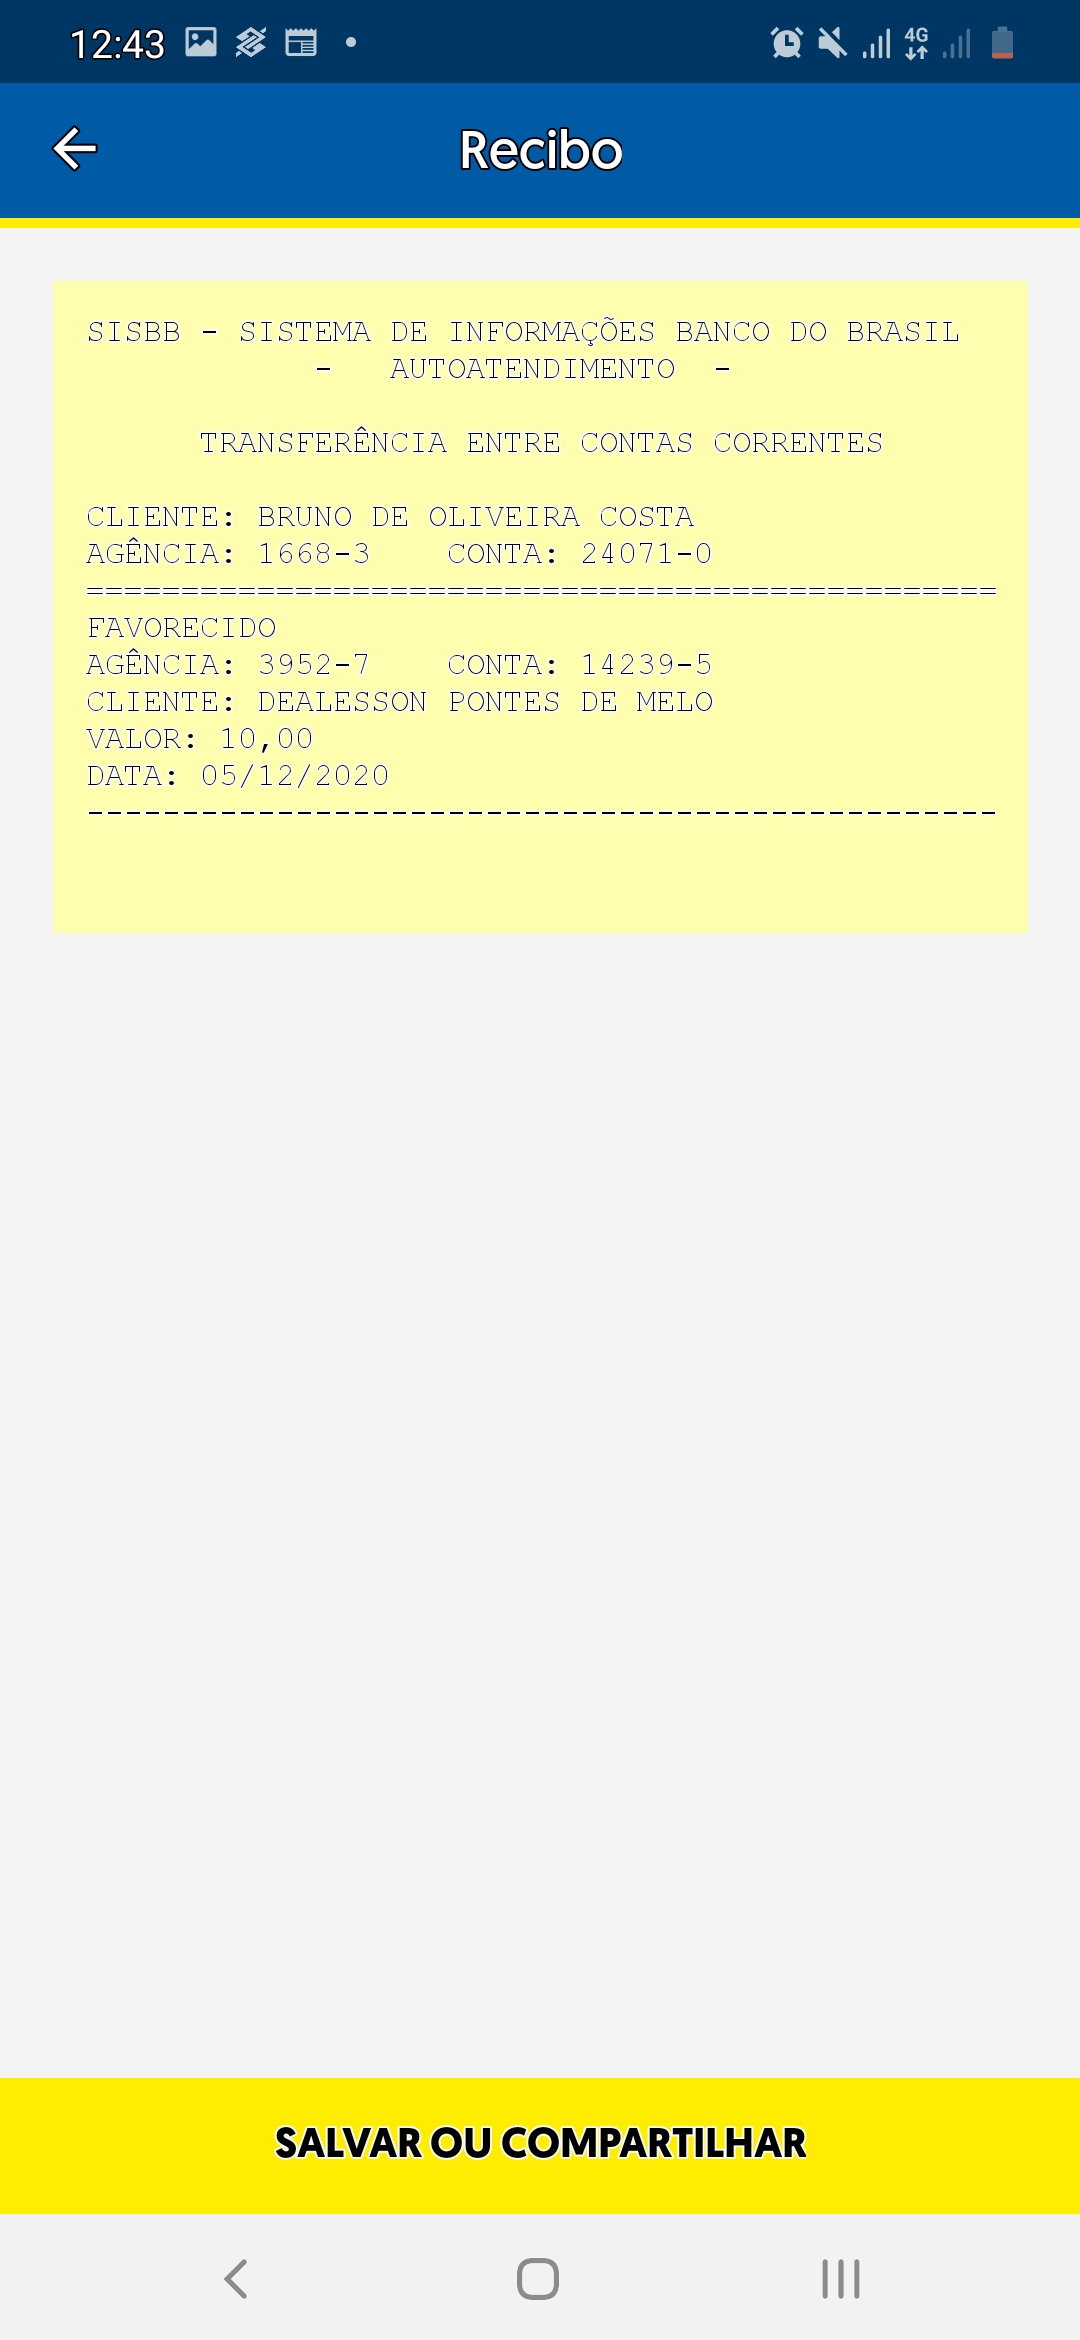 12:43
4G
Recibo
SISBB - SISTEMA DE INFORMAÇÕES BANCO DO BRASIL
- AUTOATENDIMENTO -
TRANSFERÊNCIA ENTRE CONTAS CORRENTES
CLIENTE: BRUNO DE OLIVEIRA COSTA
AGÊNCIA: 1668-3 CONTA: 24071-0
================================================
FAVORECIDO
AGÊNCIA: 3952-7 CONTA: 14239-5
CLIENTE: DEALESSON PONTES DE MELO
VALOR: 10,00
DATA: 05/12/2020
------------------------------------------------
SALVAR OU COMPARTILHAR